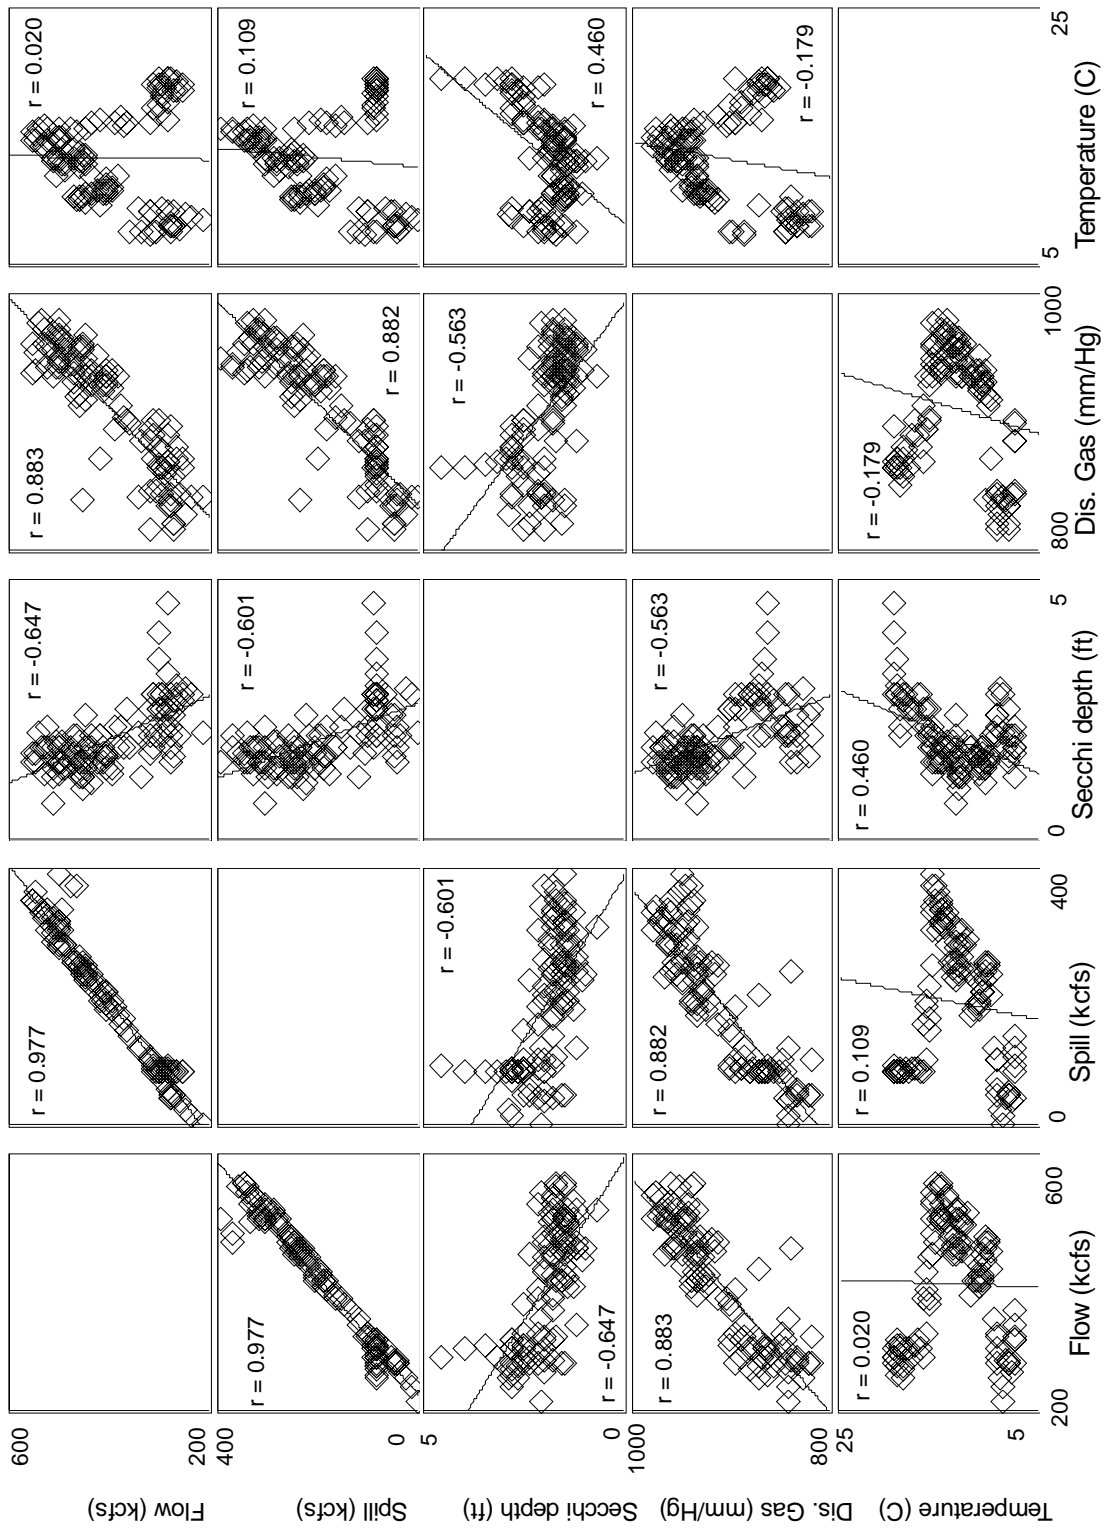 Flow (kcfs)
600
200
r = 0.977
r = -0.647
r = 0.883
r = 0.020
Spill (kcfs)
400
0
r = 0.977
r = -0.601
r = 0.882
r = 0.109
Secchi depth (ft)
5
0
r = -0.647
r = -0.601
r = -0.563
r = 0.460
Dis. Gas (mm/Hg)
1000
800
r = 0.883
r = 0.882
r = -0.563
r = -0.179
Temperature (C)
25
5
r = 0.020
r = 0.109
r = 0.460
r = -0.179
200
600
0
400
0
5
800
1000
5
25
Flow (kcfs)
Spill (kcfs)
Secchi depth (ft)
Dis. Gas (mm/Hg)
Temperature (C)